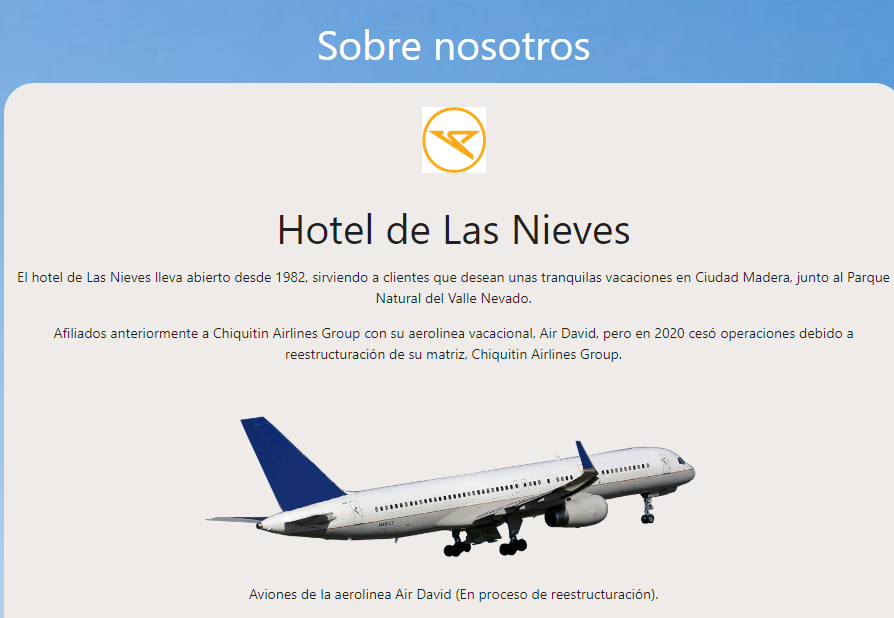 Sobre nosotros
Hotel de Las Nieves
El hotel de Las Nieves lleva abierto desde 1982, sirviendo a clientes que desean unas tranquilas vacaciones en Ciudad Madera, junto al Parque
Natural del Valle Nevado.
Afiliados anteriormente a Chiquitin Airlines Group con su aerolinea vacacional, Air David, pero en 2020 cesó operaciones debido a
reestructuración de su matriz, Chiquitin Airlines Group.
Aviones de la aerolinea Air David (En proceso de reestructuración).